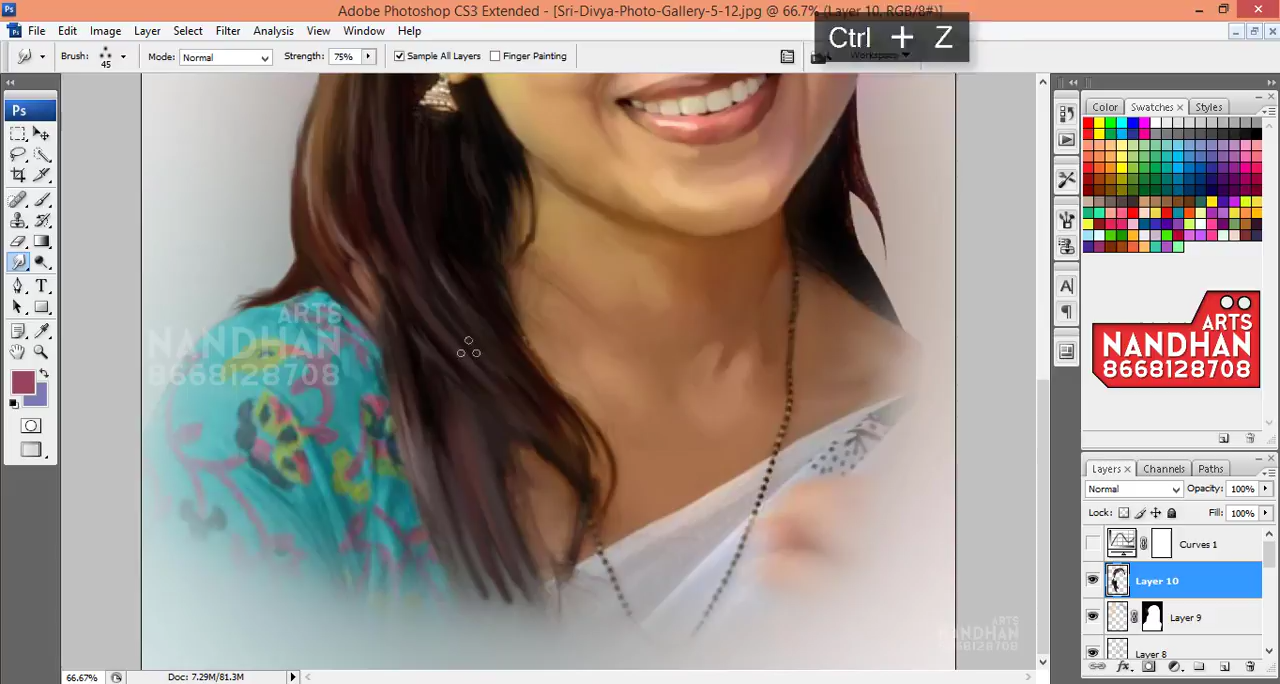 Adobe Photoshop CS3 Extended - [Sri-Divya-Photo-Gallery-5-12.jpg @ 66.7% (Layer 10, RGB/8#)]
Ctrl + Z
File Edit Image Layer Select Filter Analysis View Window Help
Brush: 45 Mode: Normal Strength: 75% Sample All Layers Finger Painting
Ps
Color Swatches Styles
ARTS
NANDHAN
8668128708
ARTS
NANDHAN
8668128708
Layers Channels Paths
Normal Opacity: 100%
Lock: Fill: 100%
Curves 1
Layer 10
Layer 9
Layer 8
ARTS
NANDHAN
66.67% Doc: 7.29M/81.3M